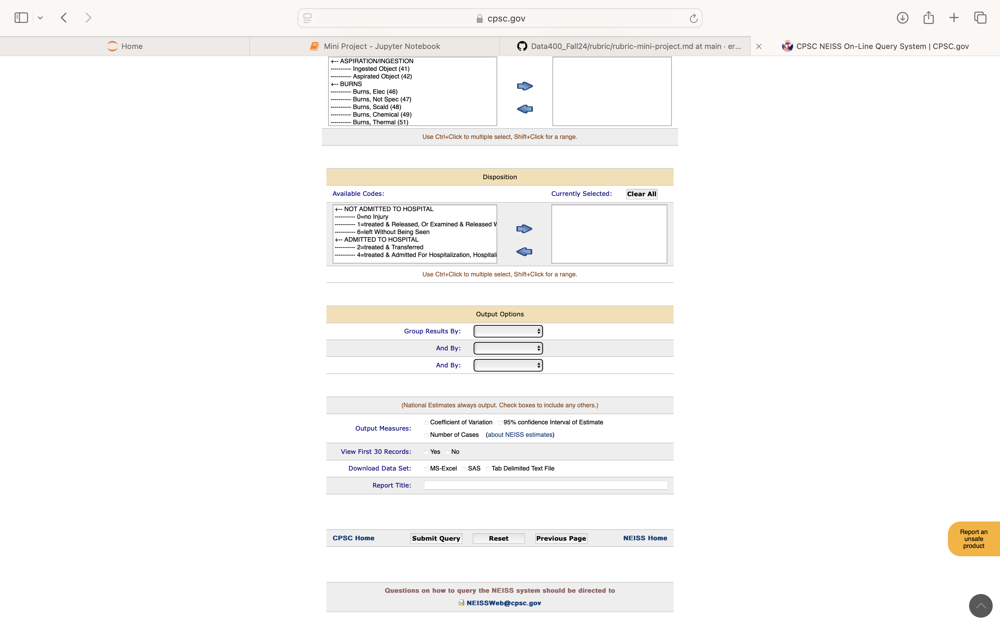 cpsc.gov
Home
Mini Project - Jupyter Notebook
Data400_Fall24/rubric/rubric-mini-project.md at main · er...
CPSC NEISS On-Line Query System | CPSC.gov
+-- ASPIRATION/INGESTION
---------- Ingested Object (41)
---------- Aspirated Object (42)
+-- BURNS
---------- Burns, Elec (46)
---------- Burns, Not Spec (47)
---------- Burns, Scald (48)
---------- Burns, Chemical (49)
---------- Burns, Thermal (51)
Use Ctrl+Click to multiple select, Shift+Click for a range.
Disposition
Available Codes:
Currently Selected:
Clear All
+-- NOT ADMITTED TO HOSPITAL
---------- 0=no Injury
---------- 1=treated & Released, Or Examined & Released
---------- 6=left Without Being Seen
+-- ADMITTED TO HOSPITAL
---------- 2=treated & Transferred
---------- 4=treated & Admitted For Hospitalization, Hospitali
Use Ctrl+Click to multiple select, Shift+Click for a range.
Output Options
Group Results By:
And By:
And By:
(National Estimates always output. Check boxes to include any others.)
Output Measures:
Coefficient of Variation 95% confidence Interval of Estimate
Number of Cases (about NEISS estimates)
View First 30 Records: Yes No
Download Data Set: MS-Excel SAS Tab Delimited Text File
Report Title:
CPSC Home
Submit Query
Reset
Previous Page
NEISS Home
Report an
unsafe
product
Questions on how to query the NEISS system should be directed to
NEISSWeb@cpsc.gov